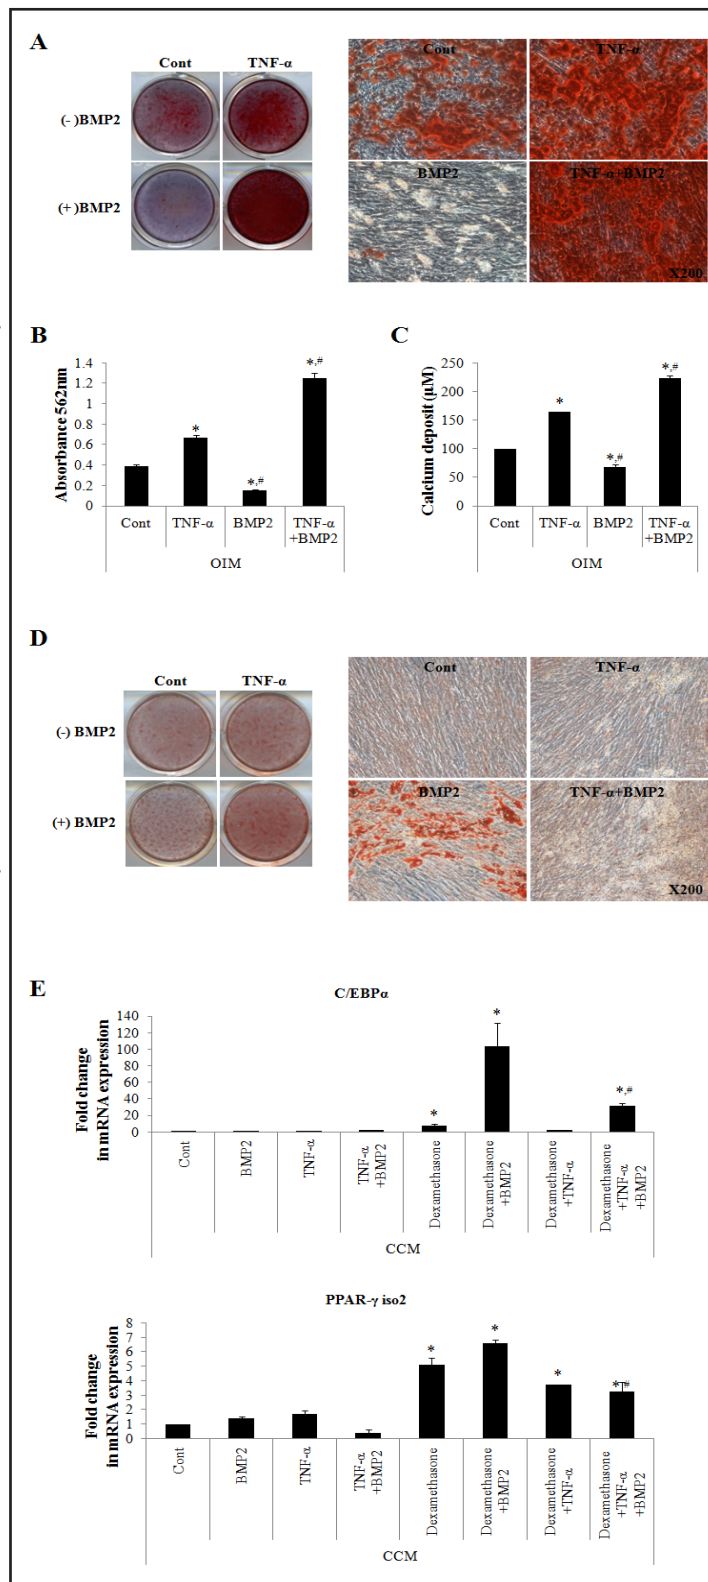 A
Cont
TNF-α
(- )BMP2
(+ )BMP2
Cont
TNF-α
BMP2
TNF-α+BMP2
X200
B
Absorbance 562nm
1.4
1.2
1
0.8
0.6
0.4
0.2
0
*
*,#
*,#
Cont
TNF-α
BMP2
TNF-α
+BMP2
OIM
C
Calcium deposit (μM)
250
200
150
100
50
0
*
*,#
*,#
Cont
TNF-α
BMP2
TNF-α
+BMP2
OIM
D
Cont
TNF-α
(-) BMP2
(+) BMP2
Cont
TNF-α
BMP2
TNF-α+BMP2
X200
E
C/EBPα
Fold change
in mRNA expression
140
120
100
80
60
40
20
0
*
*
*,#
Cont
BMP2
TNF-α
TNF-α
+BMP2
Dexamethasone
Dexamethasone
+BMP2
Dexamethasone
+TNF-α
Dexamethasone
+TNF-α
+BMP2
CCM
PPAR-γ iso2
Fold change
in mRNA expression
8
7
6
5
4
3
2
1
0
*
*
*
*,#
Cont
BMP2
TNF-α
TNF-α
+BMP2
Dexamethasone
Dexamethasone
+BMP2
Dexamethasone
+TNF-α
Dexamethasone
+TNF-α
+BMP2
CCM